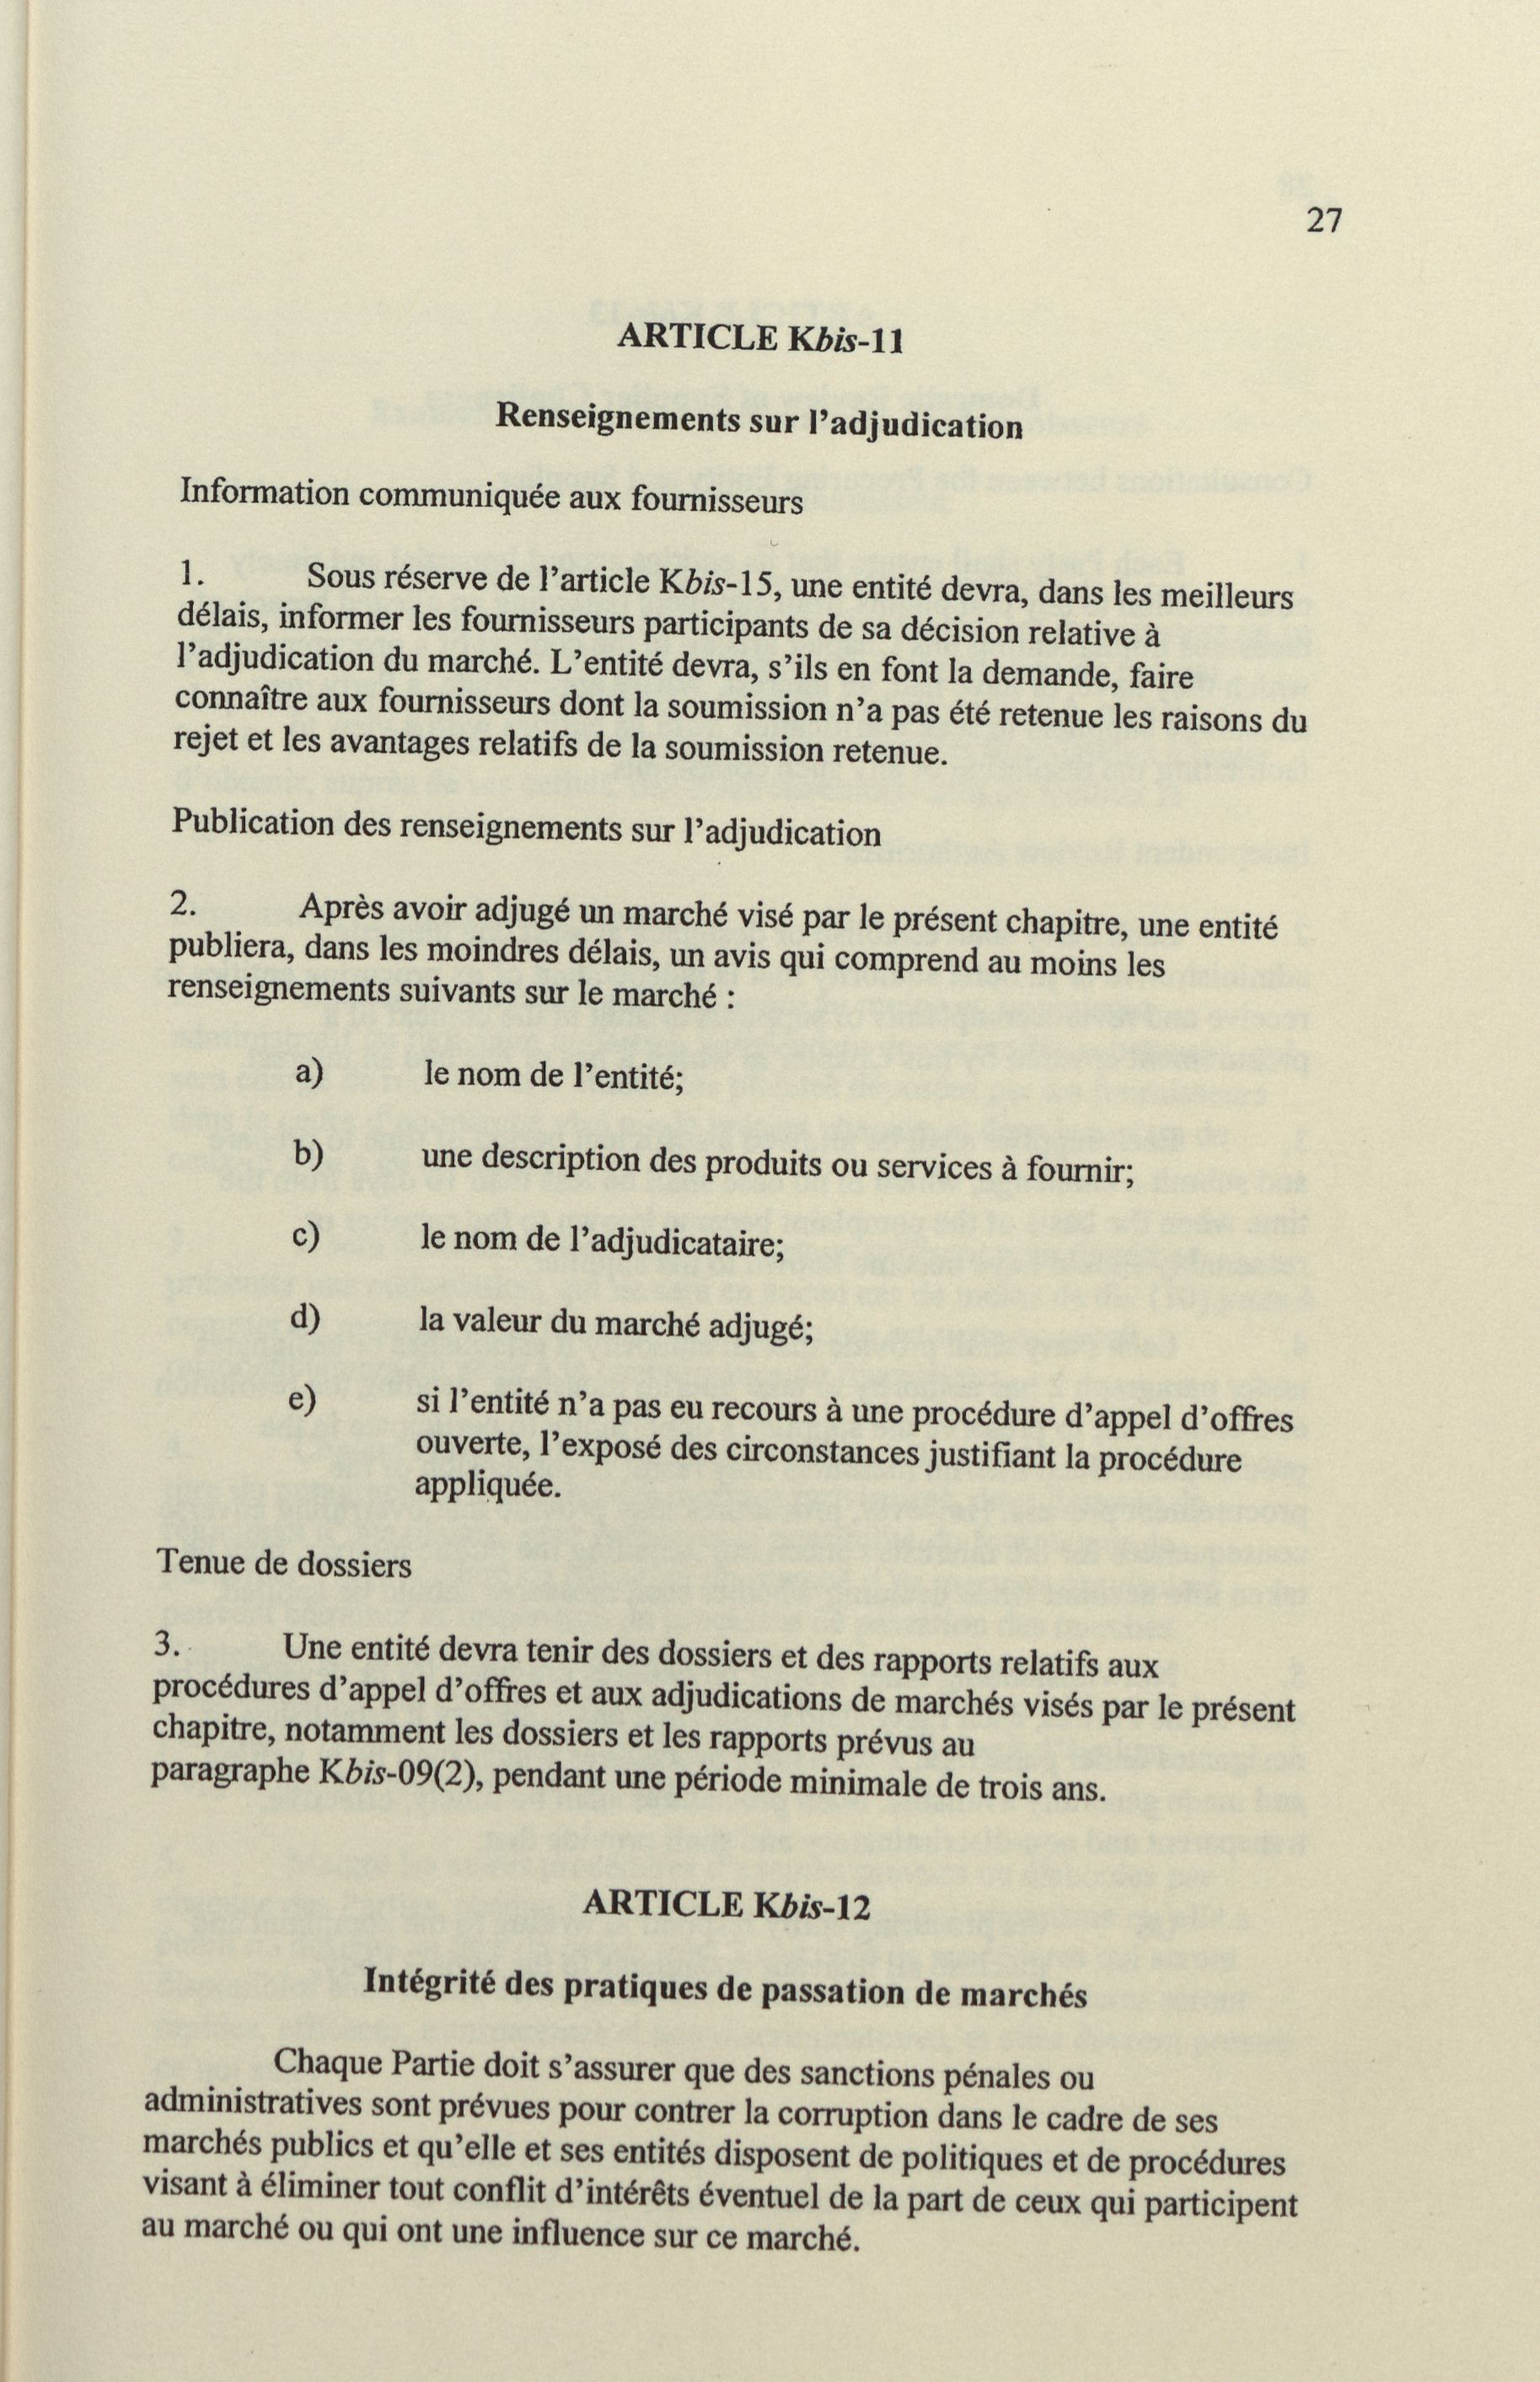 27
ARTICLE Kbis-11
Renseignements sur l'adjudication
Information communiquée aux fournisseurs
1. Sous réserve de l'article Kbis-15, une entité devra, dans les meilleurs
délais, informer les fournisseurs participants de sa décision relative à
l'adjudication du marché. L'entité devra, s'ils en font la demande, faire
connaître aux fournisseurs dont la soumission n'a pas été retenue les raisons du
rejet et les avantages relatifs de la soumission retenue.
Publication des renseignements sur l'adjudication
2. Après avoir adjugé un marché visé par le présent chapitre, une entité
publiera, dans les moindres délais, un avis qui comprend au moins les
renseignements suivants sur le marché :
a) le nom de l'entité;
b) une description des produits ou services à fournir;
c) le nom de l'adjudicataire;
d) la valeur du marché adjugé;
e) si l'entité n'a pas eu recours à une procédure d'appel d'offres
ouverte, l'exposé des circonstances justifiant la procédure
appliquée.
Tenue de dossiers
3. Une entité devra tenir des dossiers et des rapports relatifs aux
procédures d'appel d'offres et aux adjudications de marchés visés par le présent
chapitre, notamment les dossiers et les rapports prévus au
paragraphe Kbis-09(2), pendant une période minimale de trois ans.
ARTICLE Kbis-12
Intégrité des pratiques de passation de marchés
Chaque Partie doit s'assurer que des sanctions pénales ou
administratives sont prévues pour contrer la corruption dans le cadre de ses
marchés publics et qu'elle et ses entités disposent de politiques et de procédures
visant à éliminer tout conflit d'intérêts éventuel de la part de ceux qui participent
au marché ou qui ont une influence sur ce marché.